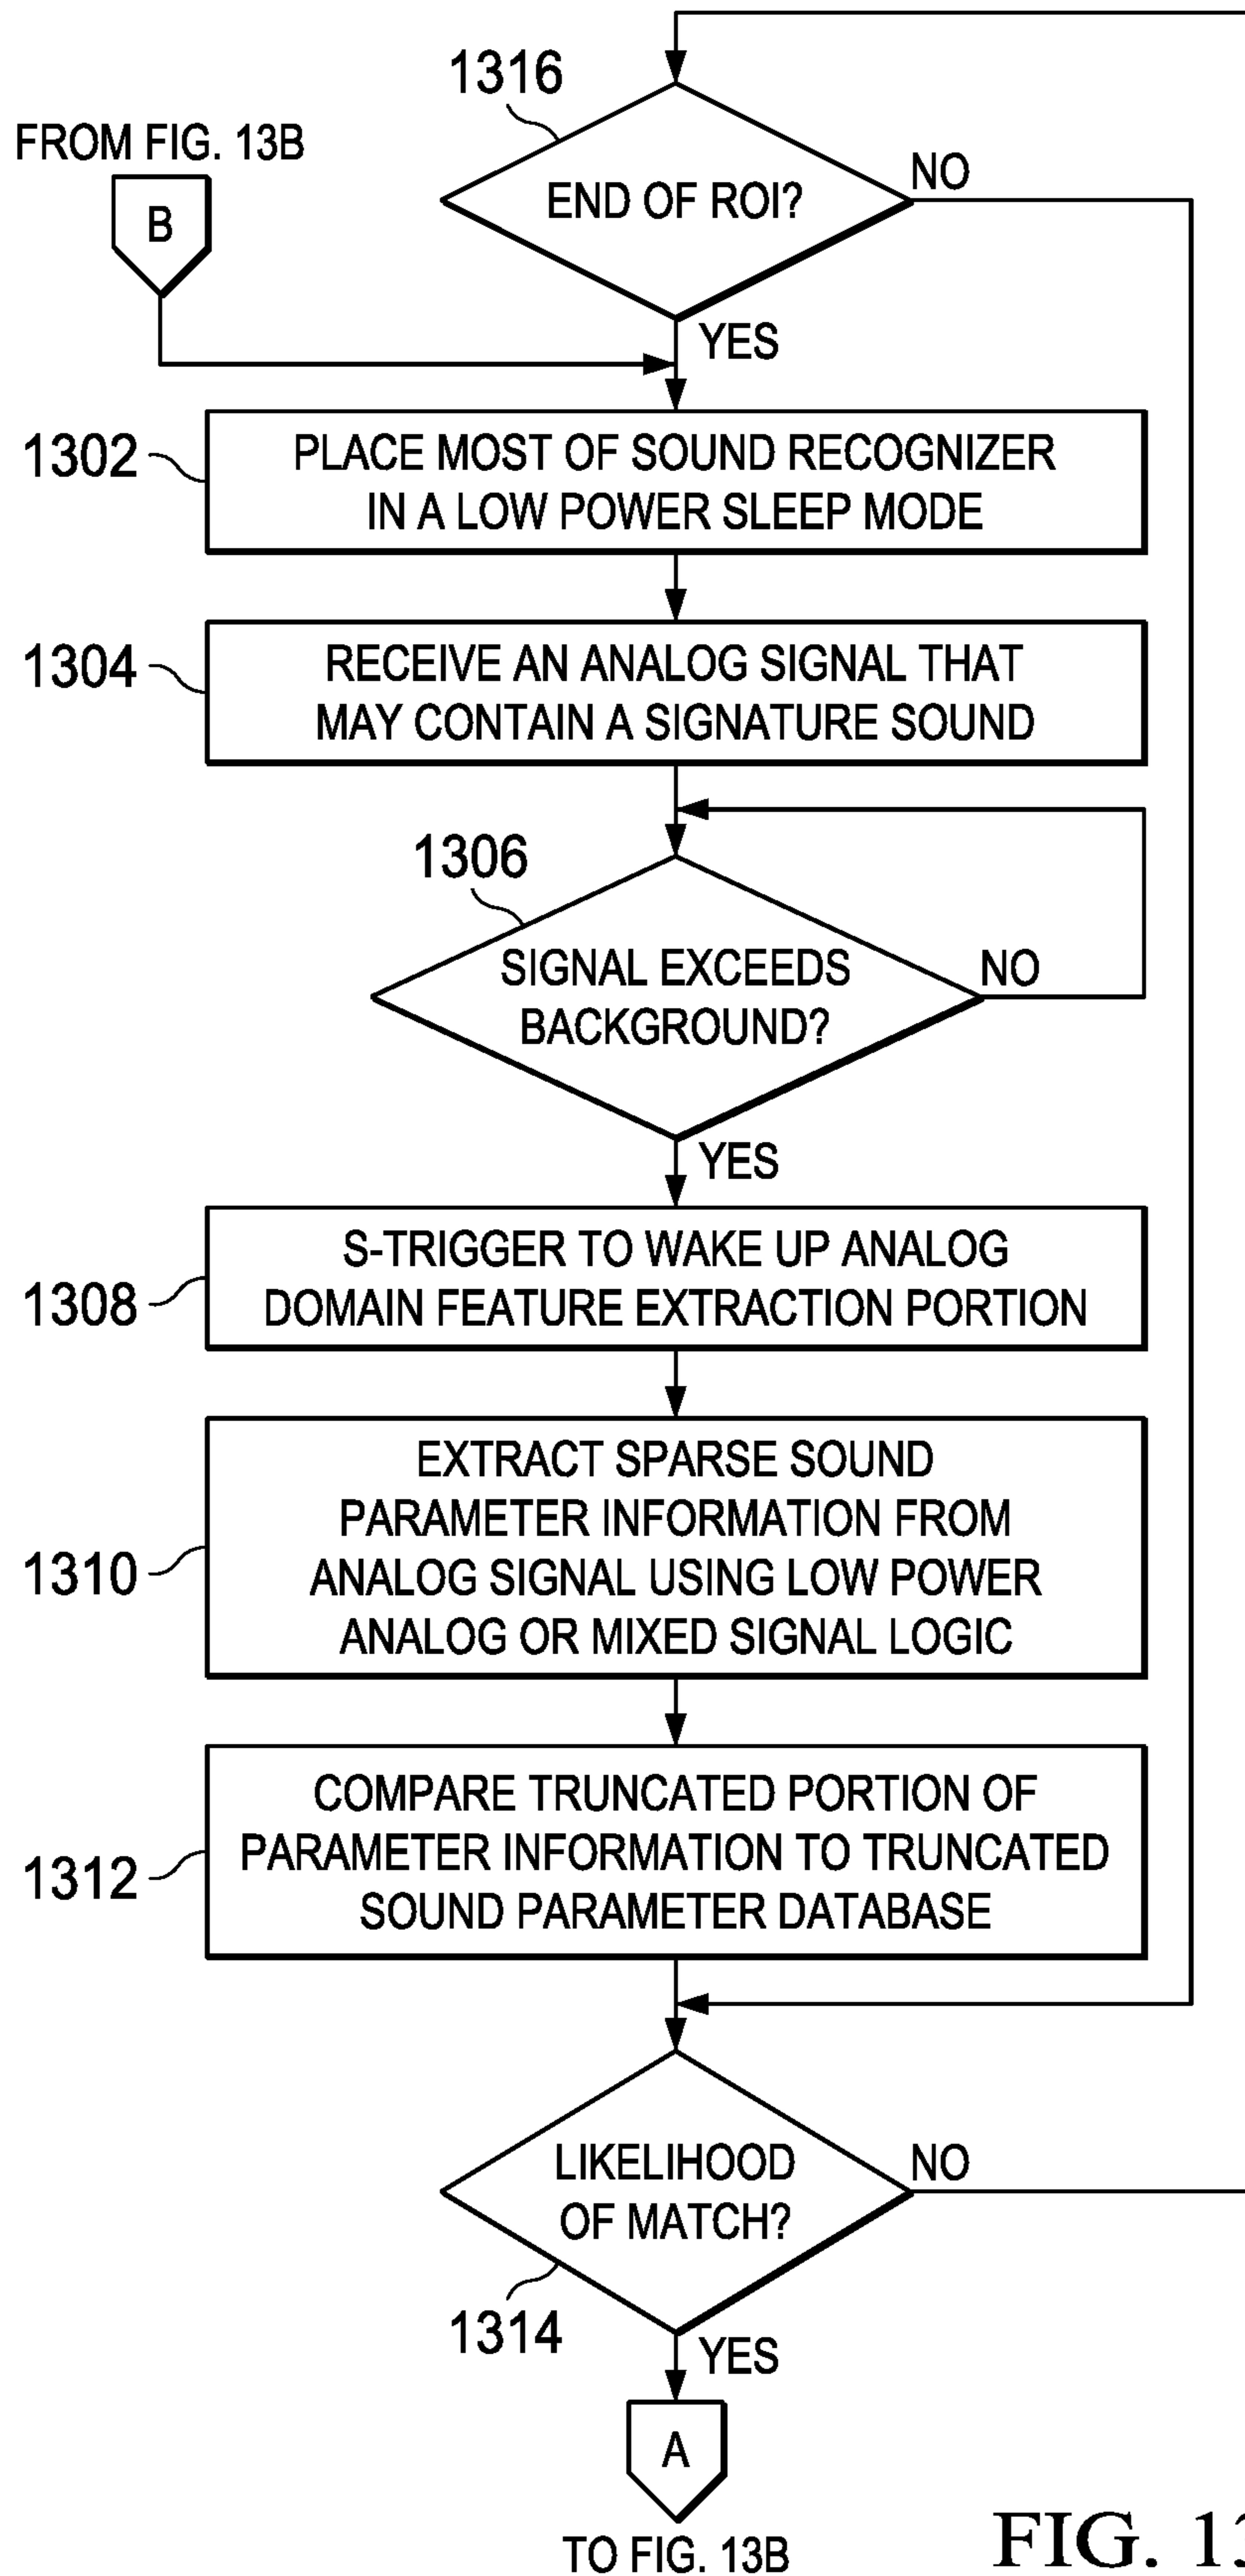 1316
FROM FIG. 13B
B
END OF ROI?
NO
YES
1302
PLACE MOST OF SOUND RECOGNIZER
IN A LOW POWER SLEEP MODE
1304
RECEIVE AN ANALOG SIGNAL THAT
MAY CONTAIN A SIGNATURE SOUND
1306
SIGNAL EXCEEDS
BACKGROUND?
NO
YES
1308
S-TRIGGER TO WAKE UP ANALOG
DOMAIN FEATURE EXTRACTION PORTION
1310
EXTRACT SPARSE SOUND
PARAMETER INFORMATION FROM
ANALOG SIGNAL USING LOW POWER
ANALOG OR MIXED SIGNAL LOGIC
1312
COMPARE TRUNCATED PORTION OF
PARAMETER INFORMATION TO TRUNCATED
SOUND PARAMETER DATABASE
LIKELIHOOD
OF MATCH?
NO
1314
YES
A
TO FIG. 13B
FIG.